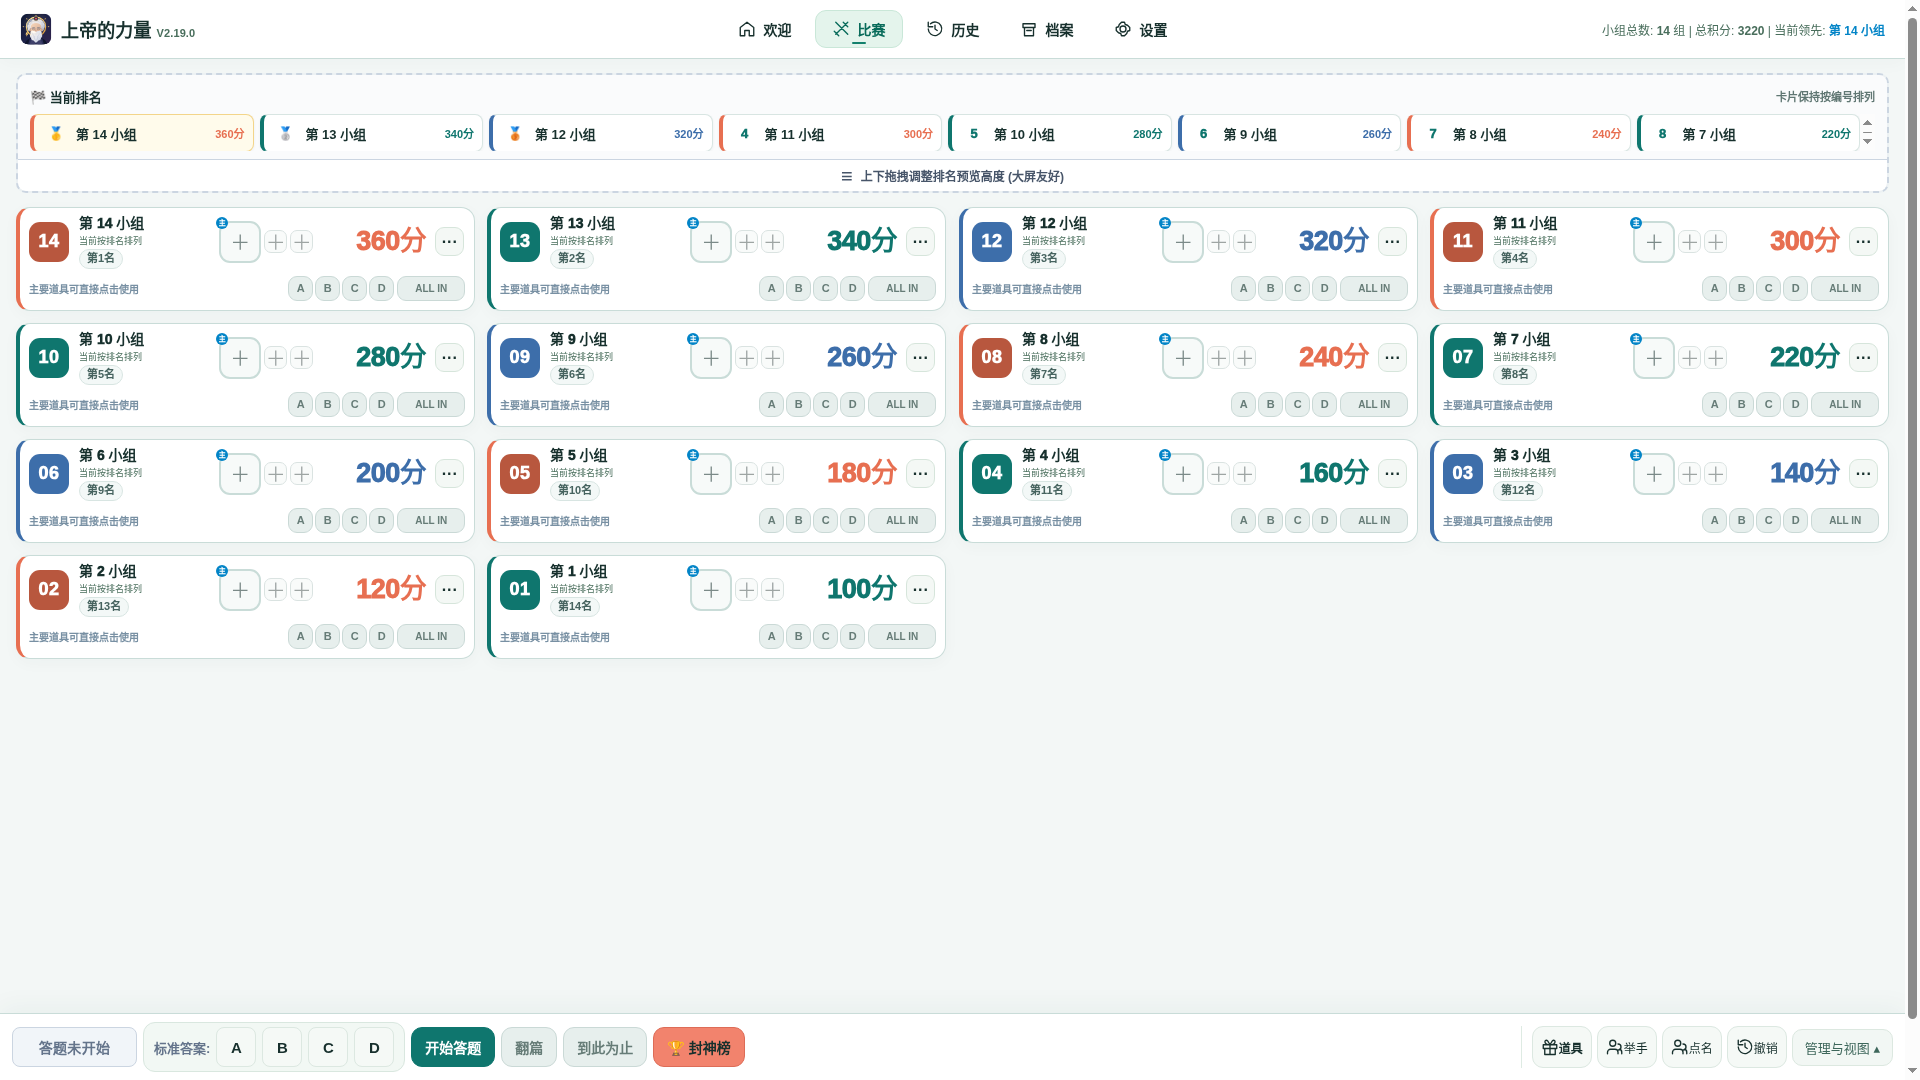 上帝的力量 V2.19.0
欢迎
比赛
历史
档案
设置
小组总数: 14 组 | 总积分: 3220 | 当前领先: 第 14 小组
🏁 当前排名
卡片保持按编号排列
🥇 第 14 小组 360分
🥈 第 13 小组 340分
🥉 第 12 小组 320分
4 第 11 小组 300分
5 第 10 小组 280分
6 第 9 小组 260分
7 第 8 小组 240分
8 第 7 小组 220分
上下拖拽调整排名预览高度 (大屏友好)
14 第 14 小组
当前按排名排列
第1名
主 360分 ...
主要道具可直接点击使用 A B C D ALL IN
13 第 13 小组
当前按排名排列
第2名
主 340分 ...
主要道具可直接点击使用 A B C D ALL IN
12 第 12 小组
当前按排名排列
第3名
主 320分 ...
主要道具可直接点击使用 A B C D ALL IN
11 第 11 小组
当前按排名排列
第4名
主 300分 ...
主要道具可直接点击使用 A B C D ALL IN
10 第 10 小组
当前按排名排列
第5名
主 280分 ...
主要道具可直接点击使用 A B C D ALL IN
09 第 9 小组
当前按排名排列
第6名
主 260分 ...
主要道具可直接点击使用 A B C D ALL IN
08 第 8 小组
当前按排名排列
第7名
主 240分 ...
主要道具可直接点击使用 A B C D ALL IN
07 第 7 小组
当前按排名排列
第8名
主 220分 ...
主要道具可直接点击使用 A B C D ALL IN
06 第 6 小组
当前按排名排列
第9名
主 200分 ...
主要道具可直接点击使用 A B C D ALL IN
05 第 5 小组
当前按排名排列
第10名
主 180分 ...
主要道具可直接点击使用 A B C D ALL IN
04 第 4 小组
当前按排名排列
第11名
主 160分 ...
主要道具可直接点击使用 A B C D ALL IN
03 第 3 小组
当前按排名排列
第12名
主 140分 ...
主要道具可直接点击使用 A B C D ALL IN
02 第 2 小组
当前按排名排列
第13名
主 120分 ...
主要道具可直接点击使用 A B C D ALL IN
01 第 1 小组
当前按排名排列
第14名
主 100分 ...
主要道具可直接点击使用 A B C D ALL IN
答题未开始
标准答案: A B C D
开始答题
翻篇
到此为止
🏆 封神榜
道具
举手
点名
撤销
管理与视图 ▴